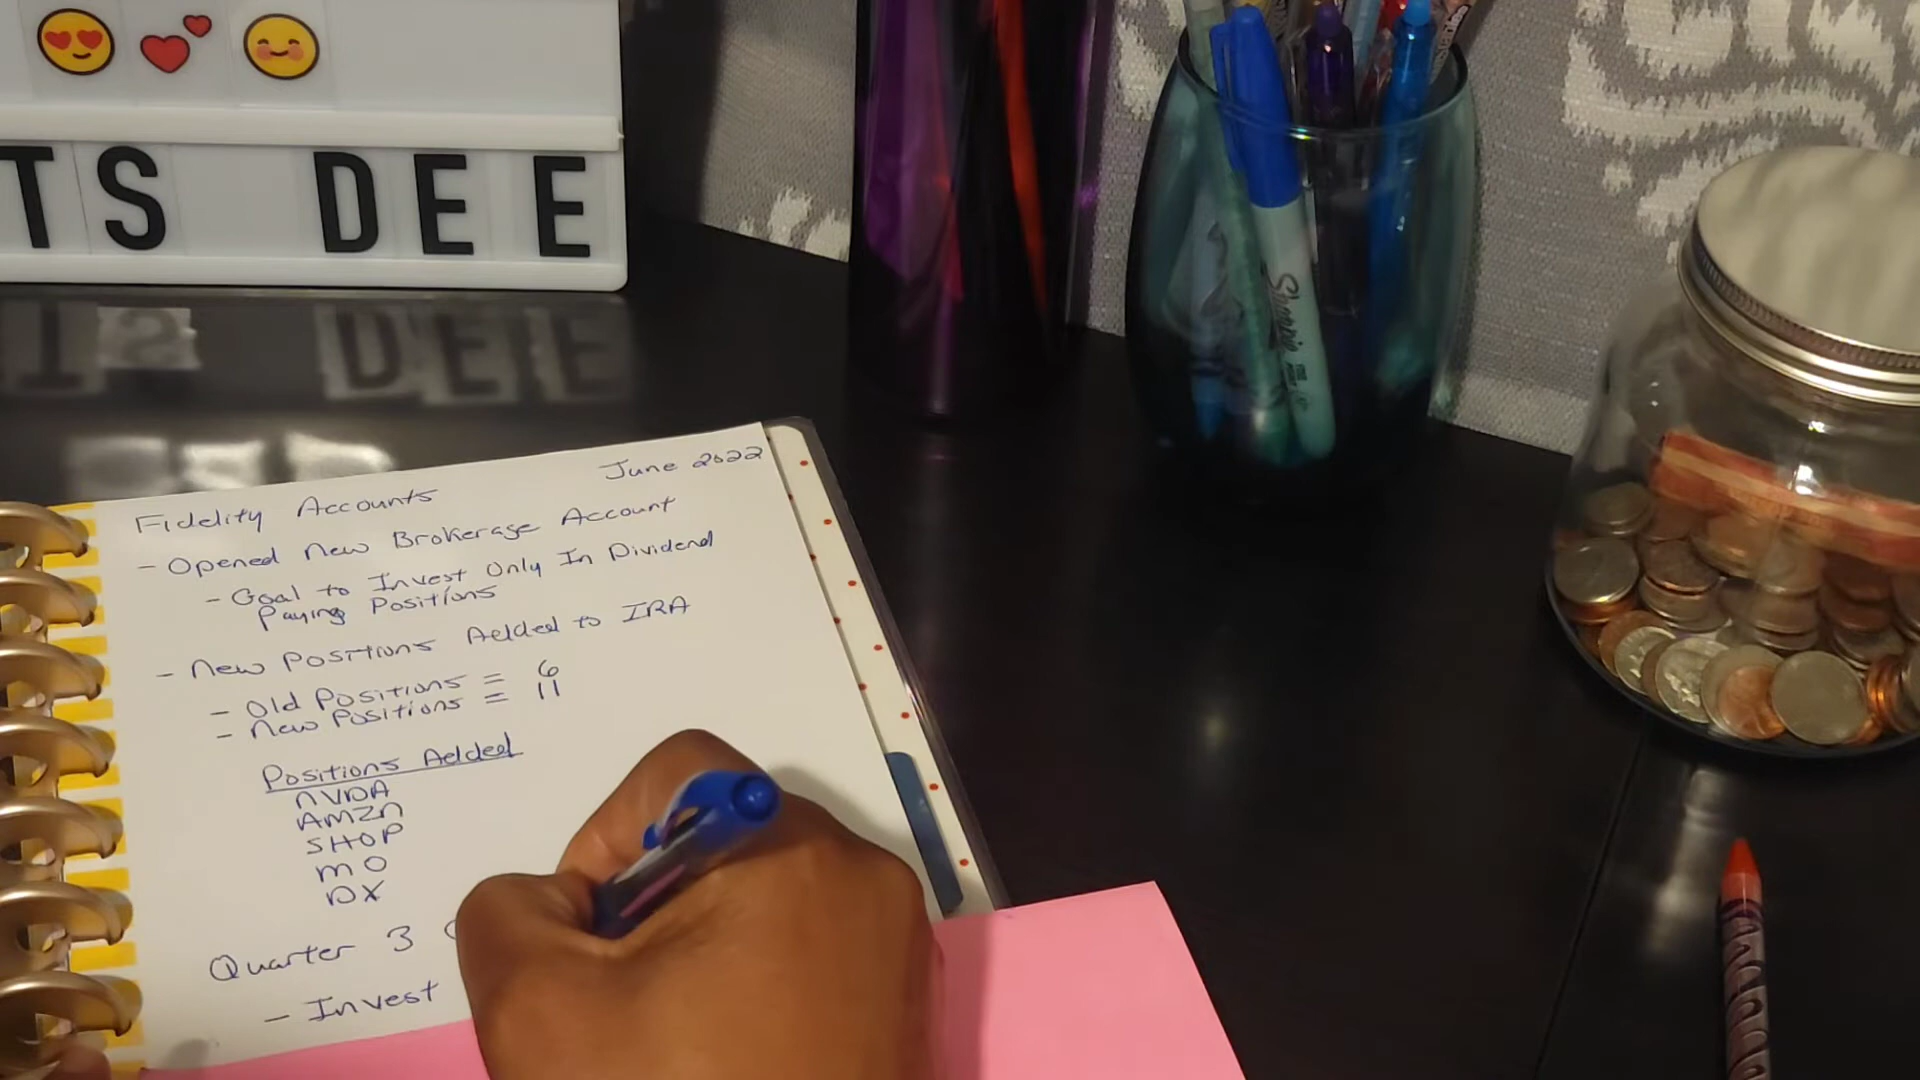 TS DEE
Sharpie
June 2022
Fidelity Accounts
- Opened New Brokerage Account
- Goal to Invest Only In Dividend
Paying Positions
- New Positions Added to IRA
- Old Positions = 6
- New Positions = 11
Positions Added
NVDA
AMZN
SHOP
MO
DX
Quarter 3
- Invest